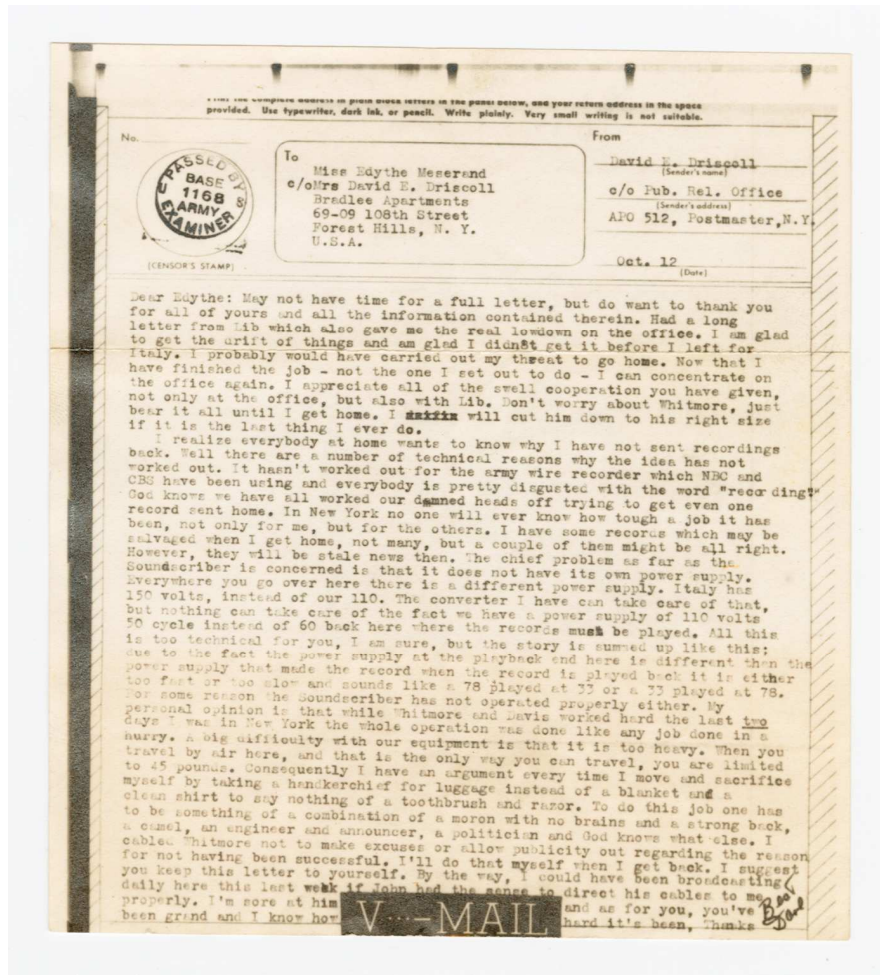 Print the complete address in plain block letters in the panel below, and your return address in the space
provided. Use typewriter, dark ink, or pencil. Write plainly. Very small writing is not suitable.
No.
From
PASSED BY
BASE
1168
ARMY
EXAMINER
(CENSOR'S STAMP)
To
Miss Edythe Meserand
c/oMrs David E. Driscoll
Bradlee Apartments
69-09 108th Street
Forest Hills, N. Y.
U.S.A.
David E. Driscoll
(Sender's name)
c/o Pub. Rel. Office
(Sender's address)
APO 512, Postmaster,N.Y.
Oct. 12
(Date)
Dear Edythe: May not have time for a full letter, but do want to thank you
for all of yours and all the information contained therein. Had a long
letter from Lib which also gave me the real lowdown on the office. I am glad
to get the drift of things and am glad I didn8t get it before I left for
Italy. I probably would have carried out my threat to go home. Now that I
have finished the job - not the one I set out to do - I can concentrate on
the office again. I appreciate all of the swell cooperation you have given,
not only at the office, but also with Lib. Don't worry about Whitmore, just
bear it all until I get home. I will cut him down to his right size
if it is the last thing I ever do.
I realize everybody at home wants to know why I have not sent recordings
back. Well there are a number of technical reasons why the idea has not
worked out. It hasn't worked out for the army wire recorder which NBC and
CBS have been using and everybody is pretty disgusted with the word "recording"
God knows we have all worked our damned heads off trying to get even one
record sent home. In New York no one will ever know how tough a job it has
been, not only for me, but for the others. I have some records which may be
salvaged when I get home, not many, but a couple of them might be all right.
However, they will be stale news then. The chief problem as far as the
Soundscriber is concerned is that it does not have its own power supply.
Everywhere you go over here there is a different power supply. Italy has
150 volts, instead of our 110. The converter I have can take care of that,
but nothing can take care of the fact we have a power supply of 110 volts
50 cycle instead of 60 back here where the records must be played. All this
is too technical for you, I am sure, but the story is summed up like this;
due to the fact the power supply at the playback end here is different then the
power supply that made the record when the record is played back it is either
too fast or too slow and sounds like a 78 played at 33 or a 33 played at 78.
For some reason the Soundscriber has not operated properly either. My
personal opinion is that while Whitmore and Davis worked hard the last two
days I was in New York the whole operation was done like any job done in a
hurry. A big difficulty with our equipment is that it is too heavy. When you
travel by air here, and that is the only way you can travel, you are limited
to 45 pounds. Consequently I have an argument every time I move and sacrifice
myself by taking a handkerchief for luggage instead of a blanket and a
clean shirt to say nothing of a toothbrush and razor. To do this job one has
to be something of a combination of a moron with no brains and a strong back,
a camel, an engineer and announcer, a politician and God knows what else. I
cabled Whitmore not to make excuses or allow publicity out regarding the reason
for not having been successful. I'll do that myself when I get back. I suggest
you keep this letter to yourself. By the way, I could have been broadcasting
daily here this last week if John had the sense to direct his cables to me
properly. I'm sore at him and as for you, you've
been grand and I know how hard it's been, Thanks
Best
Dave
V···-MAIL